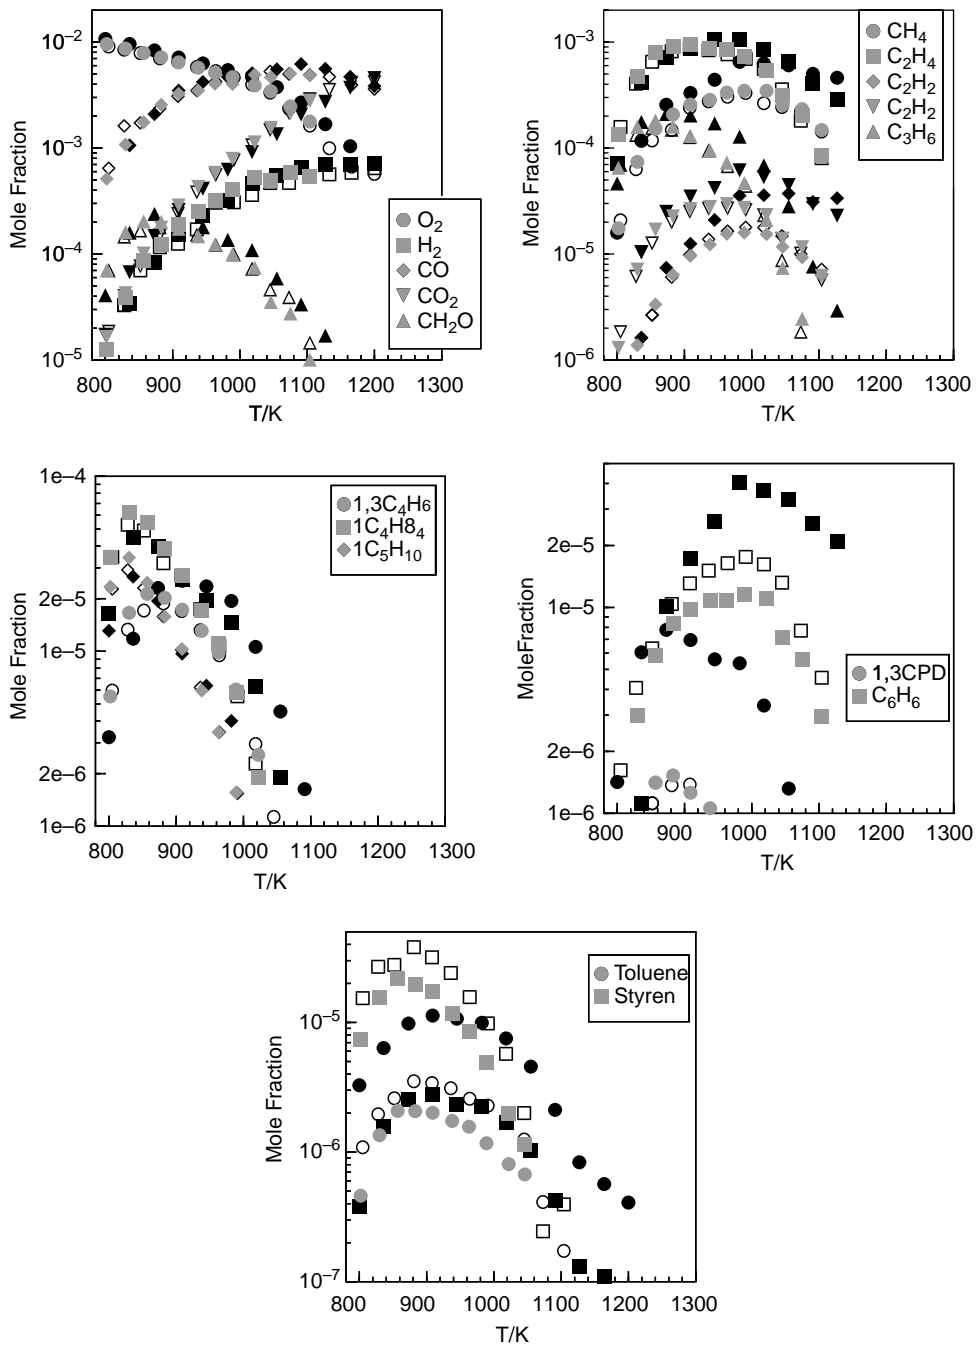 10–2
10–3
10–4
10–5
Mole Fraction
O2
H2
CO
CO2
CH2O
800 900 1000 1100 1200 1300
T/K
10–3
10–4
10–5
10–6
Mole Fraction
CH4
C2H4
C2H2
C2H2
C3H6
800 900 1000 1100 1200 1300
T/K
1e–4
2e–5
1e–5
2e–6
1e–6
Mole Fraction
1,3C4H6
1C4H84
1C5H10
800 900 1000 1100 1200 1300
T/K
2e–5
1e–5
2e–6
1e–6
MoleFraction
1,3CPD
C6H6
800 900 1000 1100 1200 1300
T/K
10–5
10–6
10–7
Mole Fraction
Toluene
Styren
800 900 1000 1100 1200 1300
T/K